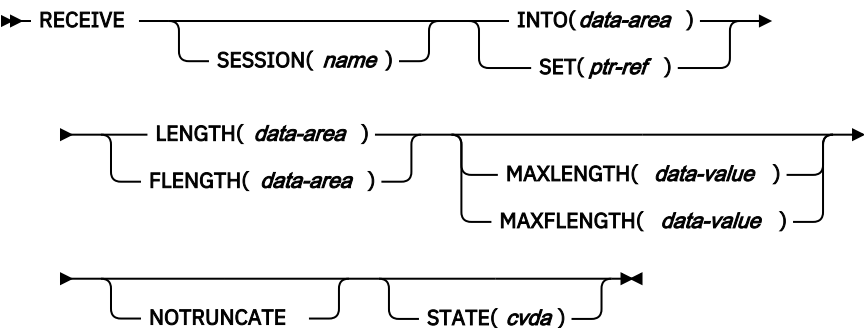 RECEIVE
SESSION( name )
INTO( data-area )
SET( ptr-ref )
LENGTH( data-area )
FLENGTH( data-area )
MAXLENGTH( data-value )
MAXFLENGTH( data-value )
NOTRUNCATE
STATE( cvda )